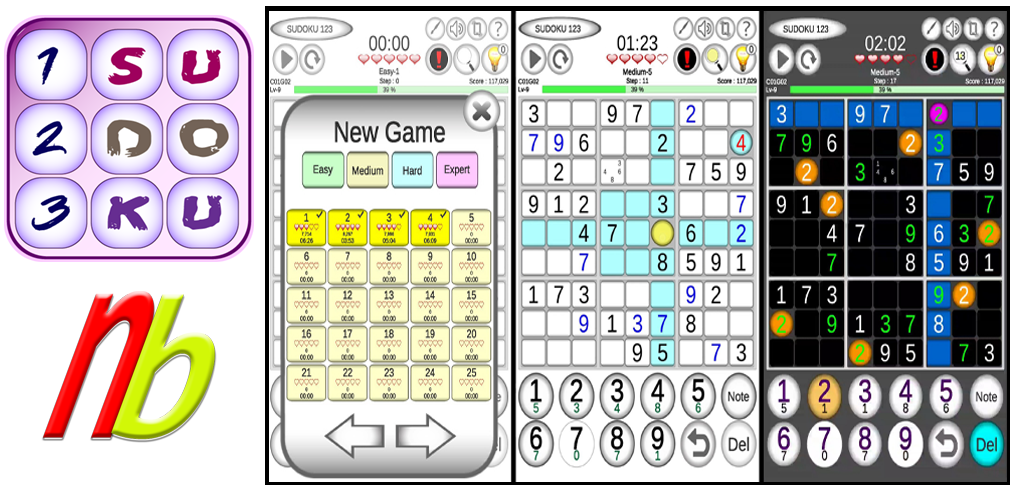 1 S U
2 D O
3 K U
nb
SUDOKU 123
?
00:00
0
Easy-1
Step : 0
C01G02
Score : 117,029
Lv-9
39 %
New Game
Easy Medium Hard Expert
1 2 3 4 5
06:26 03:53 05:04 06:09 00:00
6 7 8 9 10
00:00 00:00 00:00 00:00 00:00
11 12 13 14 15
00:00 00:00 00:00 00:00 00:00
16 17 18 19 20
00:00 00:00 00:00 00:00 00:00
21 22 23 24 25
00:00 00:00 00:00 00:00 00:00
SUDOKU 123
?
01:23
0
Medium-5
Step : 11
C01G02
Score : 117,029
Lv-9
39 %
3 9 7 2
7 9 6 2 4
2 3 4 6 8 7 5 9
9 1 2 3 7
4 7 6 2
7 8 5 9 1
1 7 3 9 2
9 1 3 7 8
9 5 7 3
1 2 3 4 5 Note
5 3 4 8 6
6 7 8 9 Del
7 0 7 1
SUDOKU 123
?
02:02
13
0
Medium-5
Step : 17
C01G02
Score : 117,029
Lv-9
39 %
3 9 7 2
7 9 6 2 3
2 3 1 4 6 8 7 5 9
9 1 2 3 7
4 7 9 6 3 2
7 8 5 9 1
1 7 3 9 2
2 9 1 3 7 8
2 9 5 7 3
1 2 3 4 5 Note
5 1 1 8 6
6 7 8 9 Del
7 0 7 0